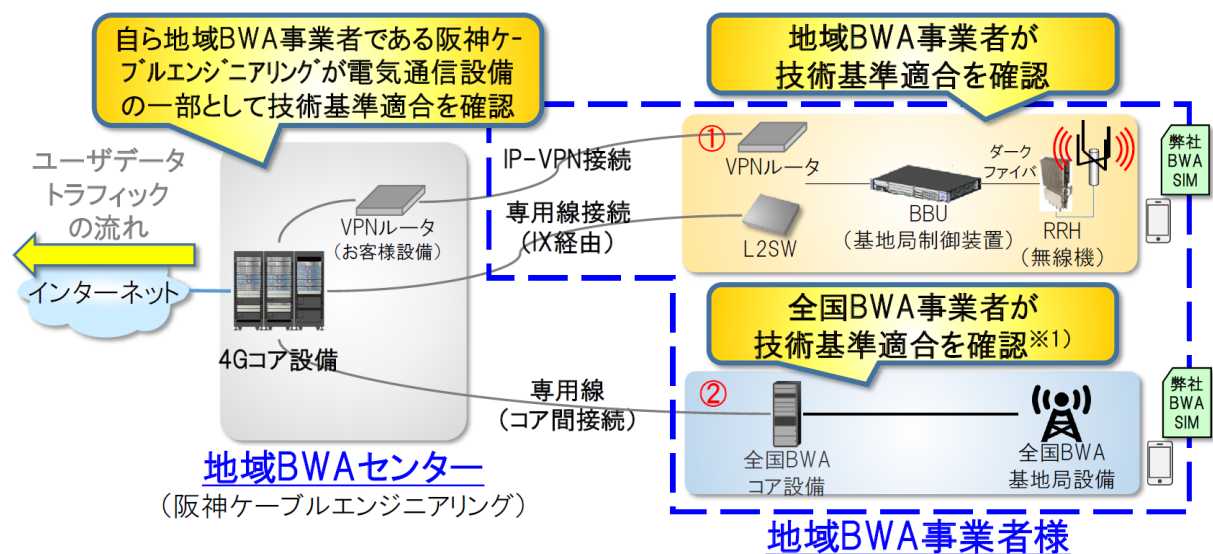 自ら地域BWA事業者である阪神ケー
ブルエンジニアリングが電気通信設備
の一部として技術基準適合を確認
地域BWA事業者が
技術基準適合を確認
ユーザデータ
トラフィック
の流れ
インターネット
VPNルータ
(お客様設備)
4Gコア設備
IP-VPN接続
専用線接続
(IX経由)
専用線
(コア間接続)
地域BWAセンター
(阪神ケーブルエンジニアリング)
①
VPNルータ
L2SW
BBU
(基地局制御装置)
ダーク
ファイバ
RRH
(無線機)
弊社
BWA
SIM
全国BWA事業者が
技術基準適合を確認※1)
②
全国BWA
コア設備
全国BWA
基地局設備
弊社
BWA
SIM
地域BWA事業者様